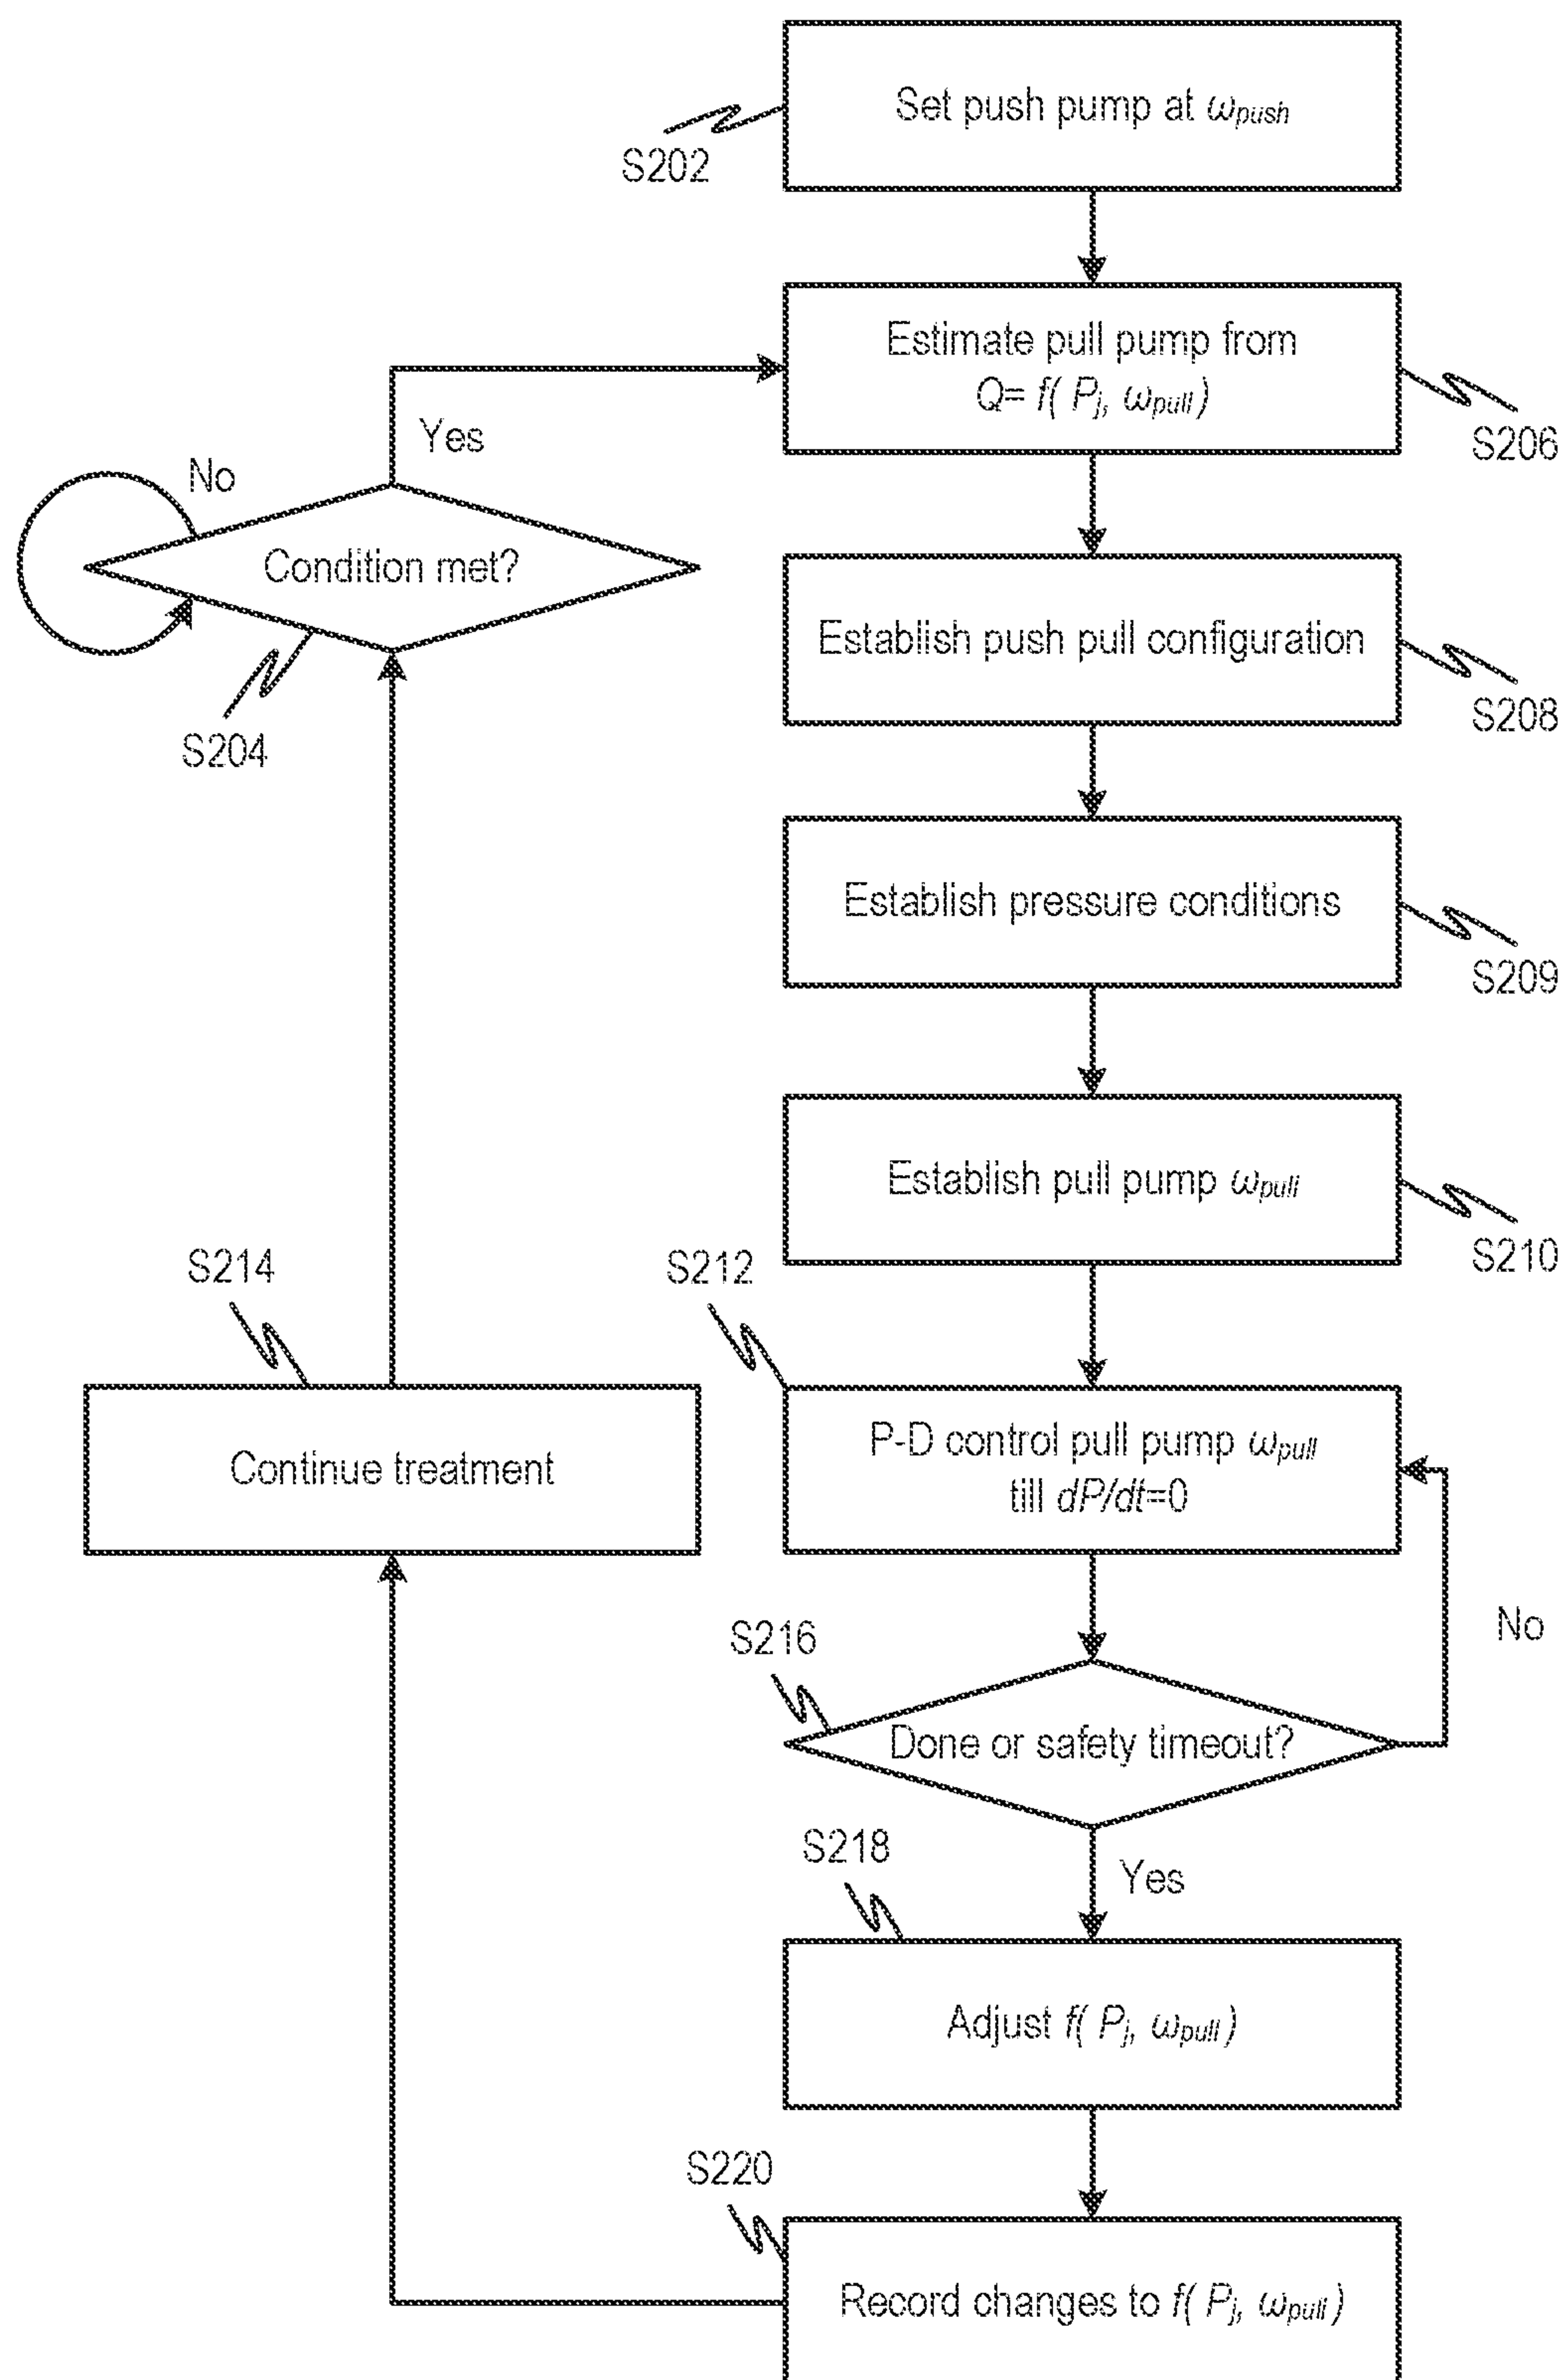 Set push pump at ωpush
S202
Estimate pull pump from
Q= f( Pj, ωpull )
S206
Yes
No
Condition met?
S204
Establish push pull configuration
S208
Establish pressure conditions
S209
Establish pull pump ωpull
S210
S214
S212
Continue treatment
P-D control pull pump ωpull
till dP/dt=0
No
S216
Done or safety timeout?
S218
Yes
Adjust f( Pj, ωpull )
S220
Record changes to f( Pj, ωpull )